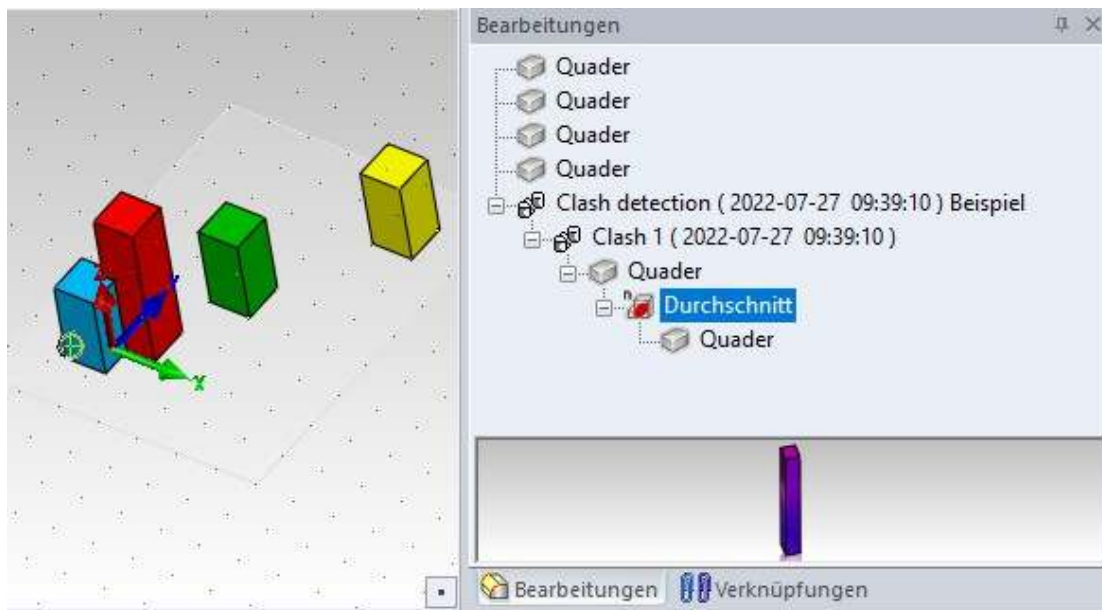 Bearbeitungen
Quader
Quader
Quader
Quader
Clash detection ( 2022-07-27 09:39:10 ) Beispiel
Clash 1 ( 2022-07-27 09:39:10 )
Quader
n Durchschnitt
Quader
X
Y
Bearbeitungen Verknüpfungen